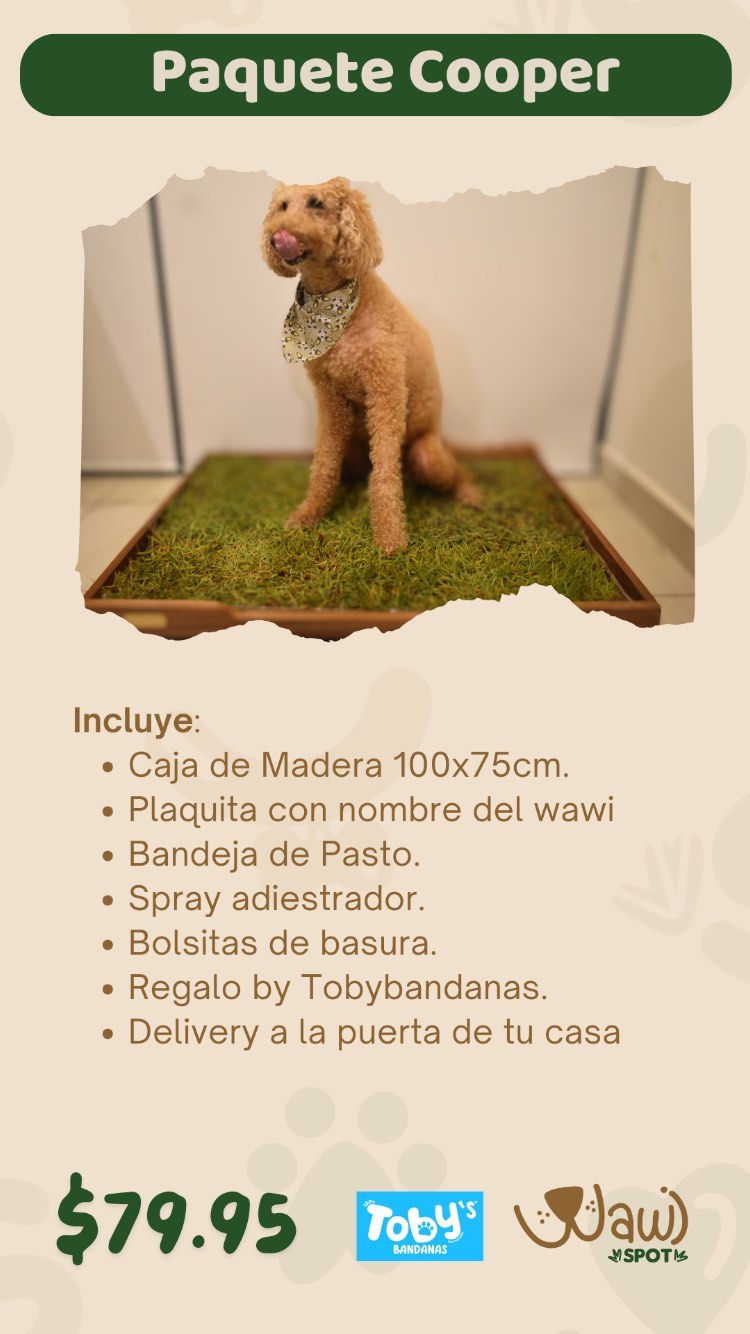 Paquete Cooper
Incluye:
• Caja de Madera 100x75cm.
• Plaquita con nombre del wawi
• Bandeja de Pasto.
• Spray adiestrador.
• Bolsitas de basura.
• Regalo by Tobybandanas.
• Delivery a la puerta de tu casa
$79.95
Toby's
BANDANAS
Wawi
SPOT